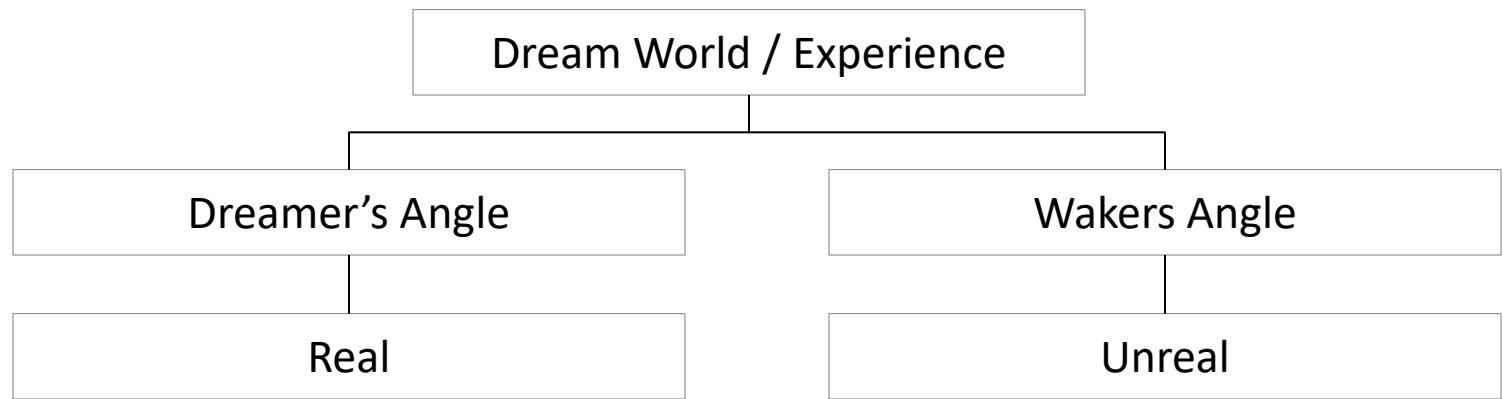 Dream World / Experience
Dreamer’s Angle
Wakers Angle
Real
Unreal